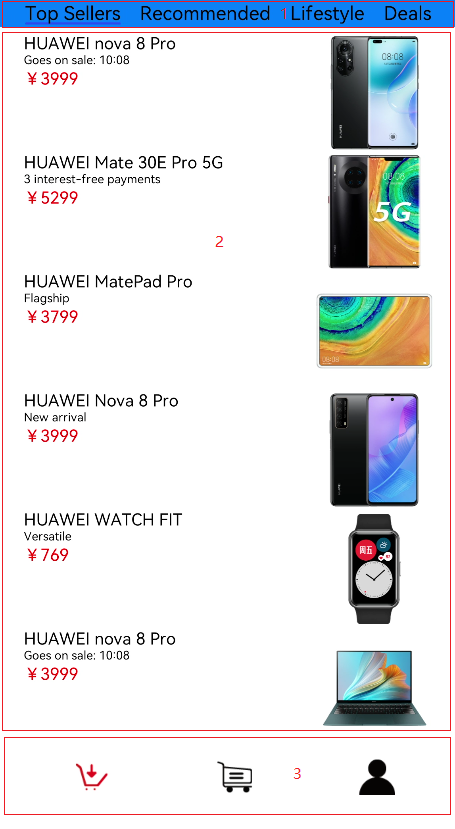 Top Sellers Recommended 1 Lifestyle Deals
HUAWEI nova 8 Pro
Goes on sale: 10:08
￥3999
08:08
HUAWEI Mate 30E Pro 5G
3 interest-free payments
￥5299
5G
2
HUAWEI MatePad Pro
Flagship
￥3799
HUAWEI Nova 8 Pro
New arrival
￥3999
HUAWEI WATCH FIT
Versatile
￥769
周五
HUAWEI nova 8 Pro
Goes on sale: 10:08
￥3999
3